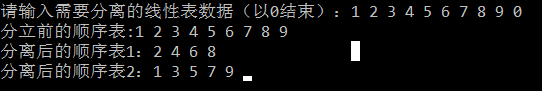 请输入需要分离的线性表数据（以0结束）：1 2 3 4 5 6 7 8 9 0
分立前的顺序表:1 2 3 4 5 6 7 8 9
分离后的顺序表1：2 4 6 8
分离后的顺序表2：1 3 5 7 9